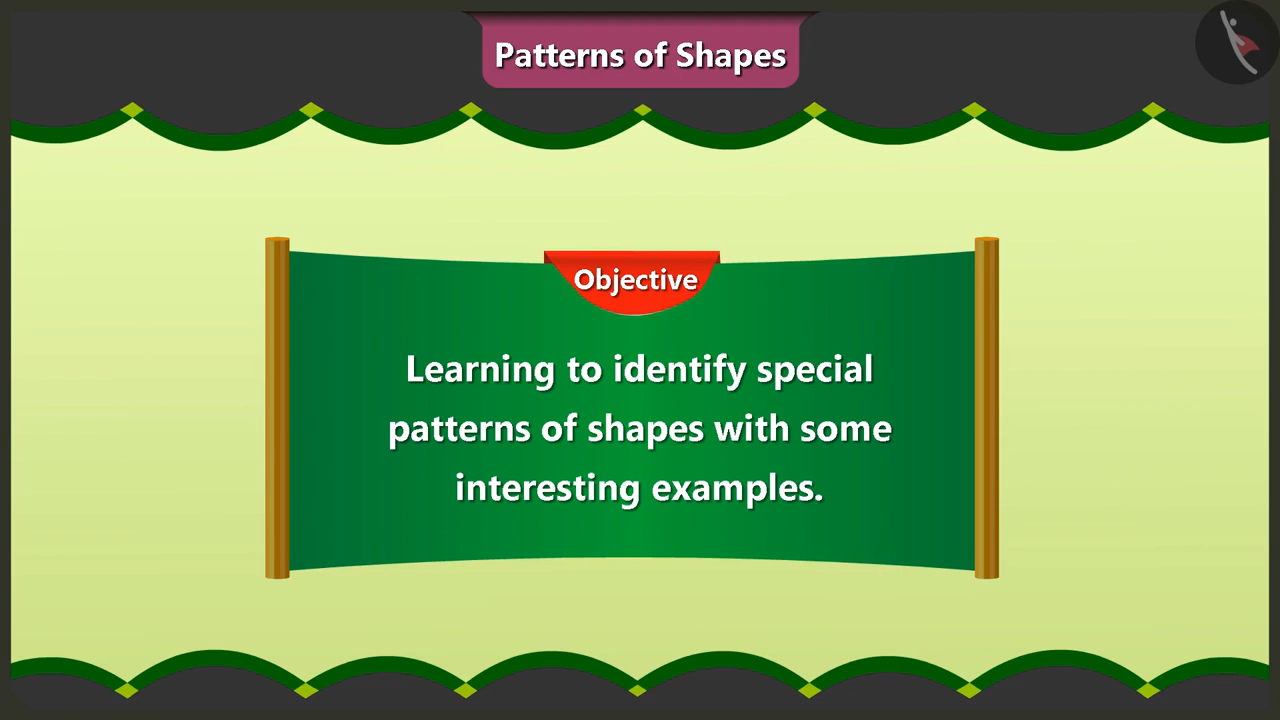 Patterns of Shapes
Objective
Learning to identify special
patterns of shapes with some
interesting examples.